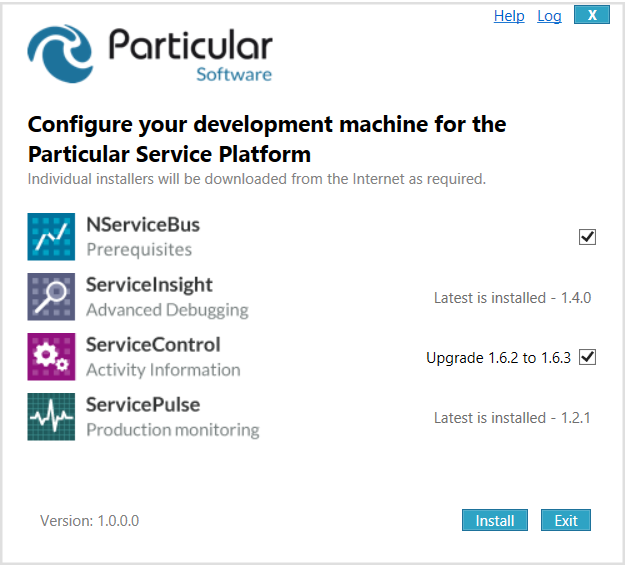 Help Log X
Particular
Software
Configure your development machine for the
Particular Service Platform
Individual installers will be downloaded from the Internet as required.
NServiceBus
Prerequisites
ServiceInsight
Advanced Debugging
Latest is installed - 1.4.0
ServiceControl
Activity Information
Upgrade 1.6.2 to 1.6.3
ServicePulse
Production monitoring
Latest is installed - 1.2.1
Version: 1.0.0.0
Install Exit